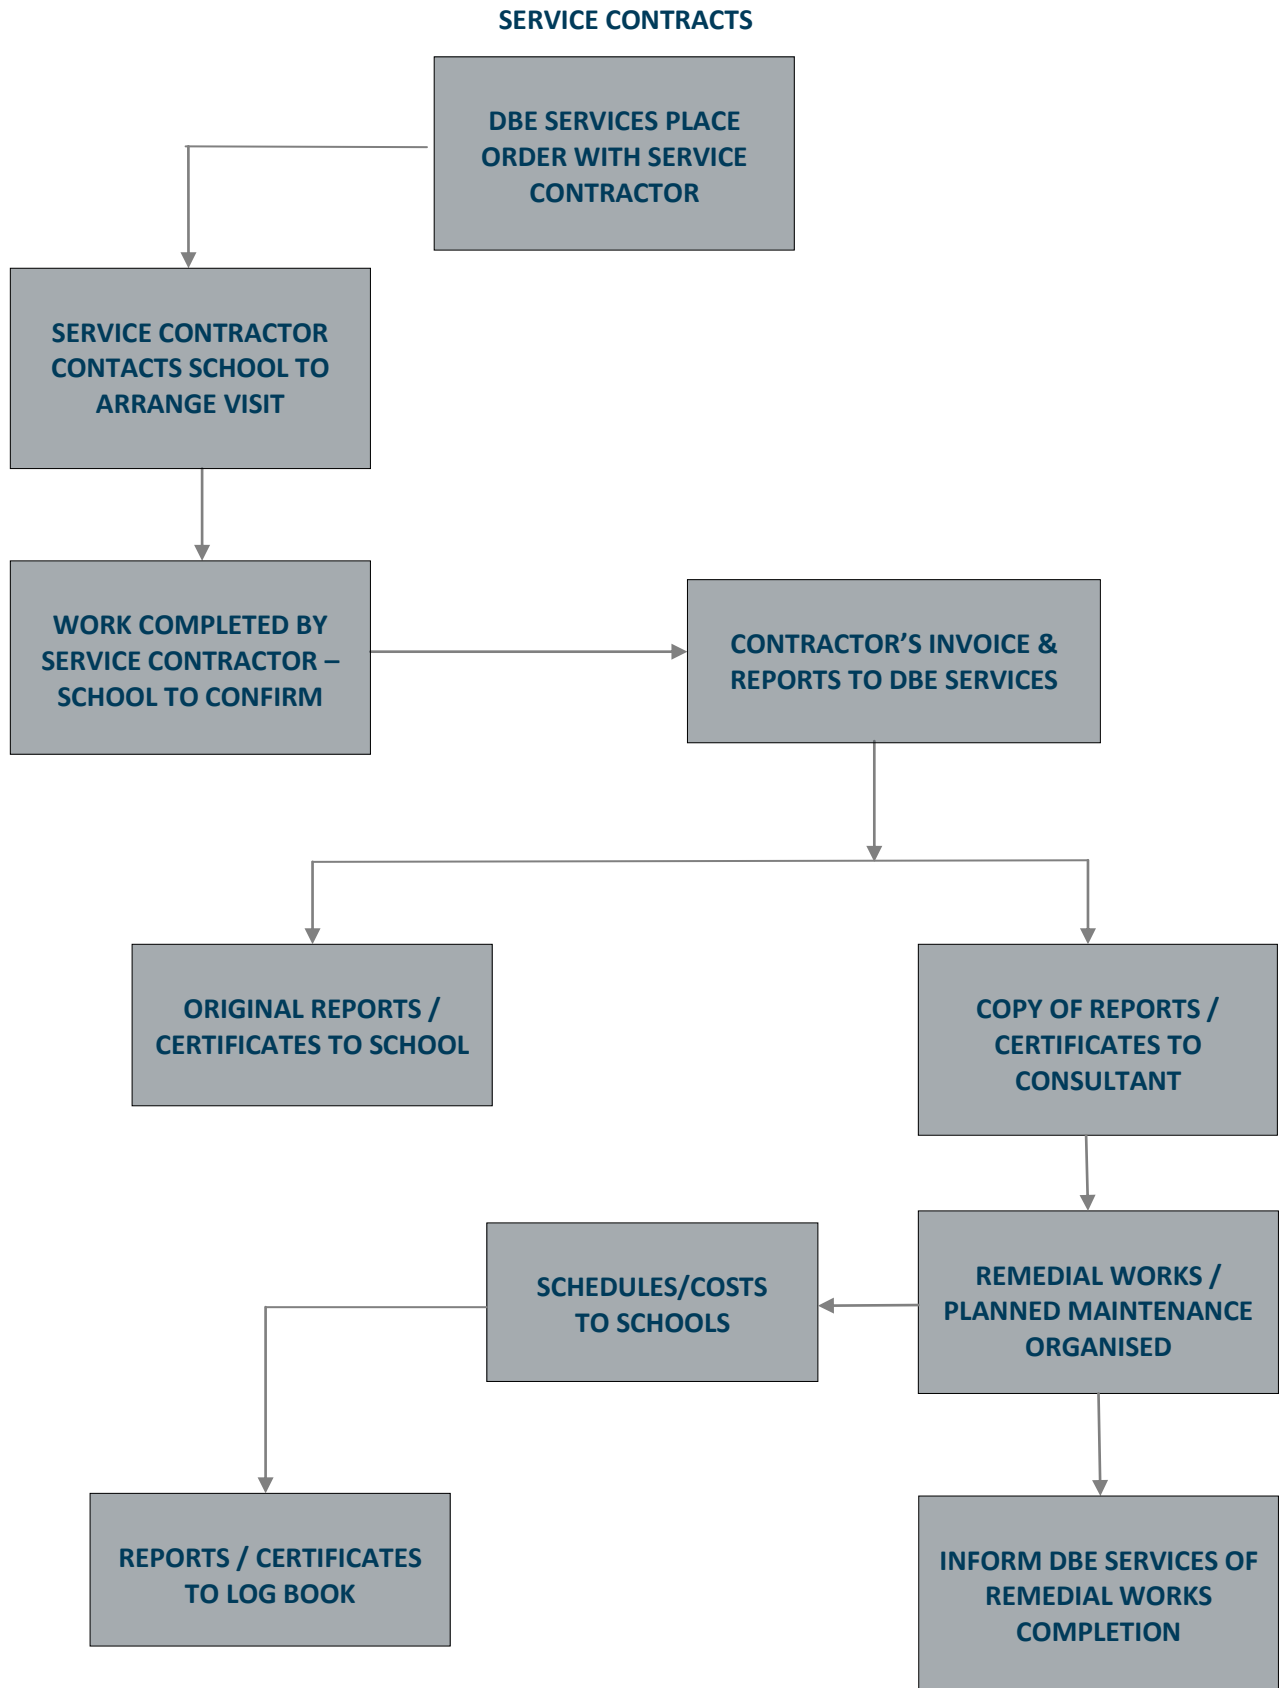 SERVICE CONTRACTS
DBE SERVICES PLACE
ORDER WITH SERVICE
CONTRACTOR
SERVICE CONTRACTOR
CONTACTS SCHOOL TO
ARRANGE VISIT
WORK COMPLETED BY
SERVICE CONTRACTOR –
SCHOOL TO CONFIRM
CONTRACTOR’S INVOICE &
REPORTS TO DBE SERVICES
ORIGINAL REPORTS /
CERTIFICATES TO SCHOOL
COPY OF REPORTS /
CERTIFICATES TO
CONSULTANT
REMEDIAL WORKS /
PLANNED MAINTENANCE
ORGANISED
SCHEDULES/COSTS
TO SCHOOLS
REPORTS / CERTIFICATES
TO LOG BOOK
INFORM DBE SERVICES OF
REMEDIAL WORKS
COMPLETION